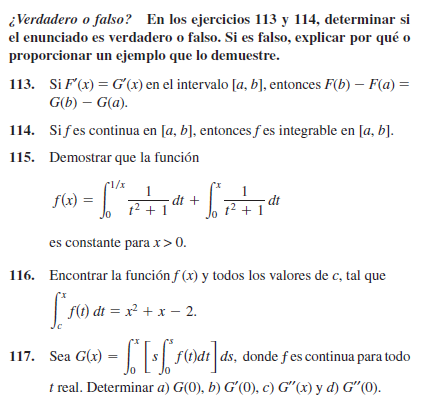 ¿Verdadero o falso? En los ejercicios 113 y 114, determinar si
el enunciado es verdadero o falso. Si es falso, explicar por qué o
proporcionar un ejemplo que lo demuestre.
113. Si F′(x) = G′(x) en el intervalo [a, b], entonces F(b) − F(a) =
G(b) − G(a).
114. Si f es continua en [a, b], entonces f es integrable en [a, b].
115. Demostrar que la función
f(x) = ∫₀^{1/x} 1/(t² + 1) dt + ∫₀^{x} 1/(t² + 1) dt
es constante para x > 0.
116. Encontrar la función f (x) y todos los valores de c, tal que
∫_c^x f(t) dt = x² + x − 2.
117. Sea G(x) = ∫₀^x [s ∫₀^s f(t)dt] ds, donde f es continua para todo
t real. Determinar a) G(0), b) G′(0), c) G″(x) y d) G″(0).